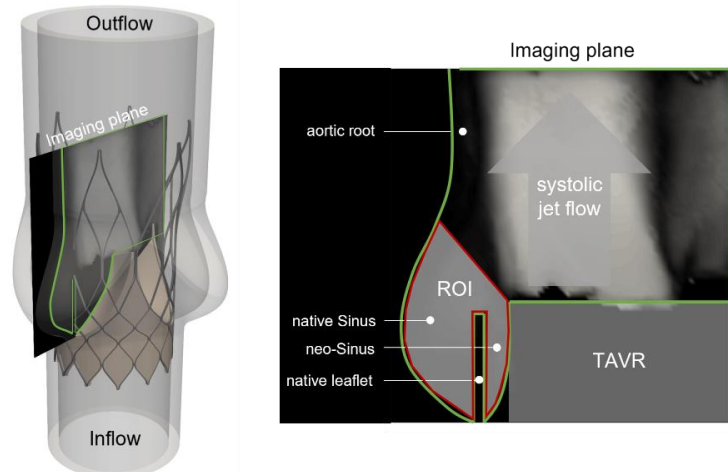 Outflow
Imaging plane
Inflow
Imaging plane
aortic root
systolic
jet flow
ROI
native Sinus
neo-Sinus
native leaflet
TAVR